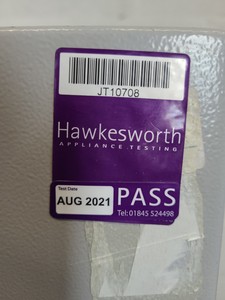 JT10708
Hawkesworth
APPLIANCE TESTING
Test Date
AUG 2021
PASS
Tel: 01845 524498